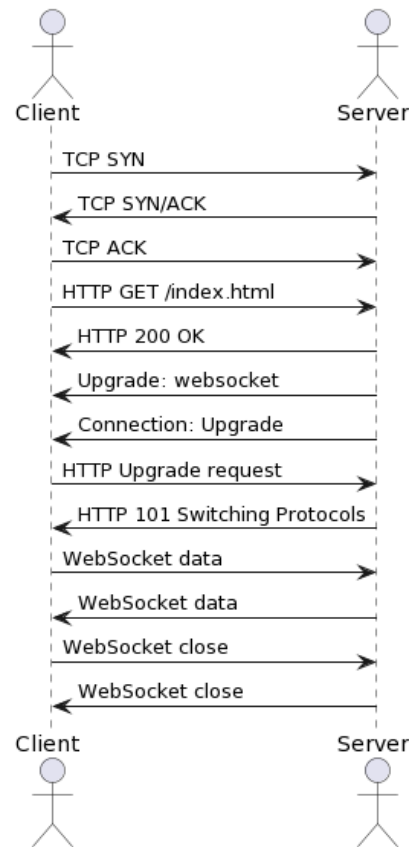 Client Server
TCP SYN
TCP SYN/ACK
TCP ACK
HTTP GET /index.html
HTTP 200 OK
Upgrade: websocket
Connection: Upgrade
HTTP Upgrade request
HTTP 101 Switching Protocols
WebSocket data
WebSocket data
WebSocket close
WebSocket close
Client Server